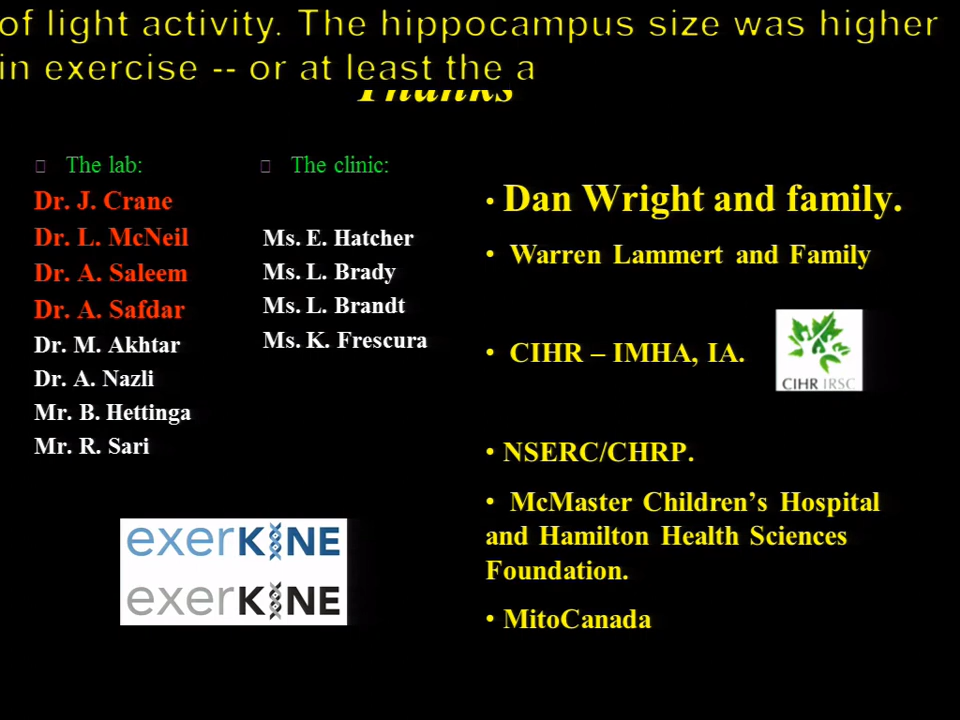 of light activity. The hippocampus size was higher
in exercise -- or at least the a
Thanks
The lab:
Dr. J. Crane
Dr. L. McNeil
Dr. A. Saleem
Dr. A. Safdar
Dr. M. Akhtar
Dr. A. Nazli
Mr. B. Hettinga
Mr. R. Sari
The clinic:
Ms. E. Hatcher
Ms. L. Brady
Ms. L. Brandt
Ms. K. Frescura
• Dan Wright and family.
• Warren Lammert and Family
• CIHR – IMHA, IA.
CIHR IRSC
• NSERC/CHRP.
• McMaster Children’s Hospital
and Hamilton Health Sciences
Foundation.
• MitoCanada
exerKINE
exerKINE